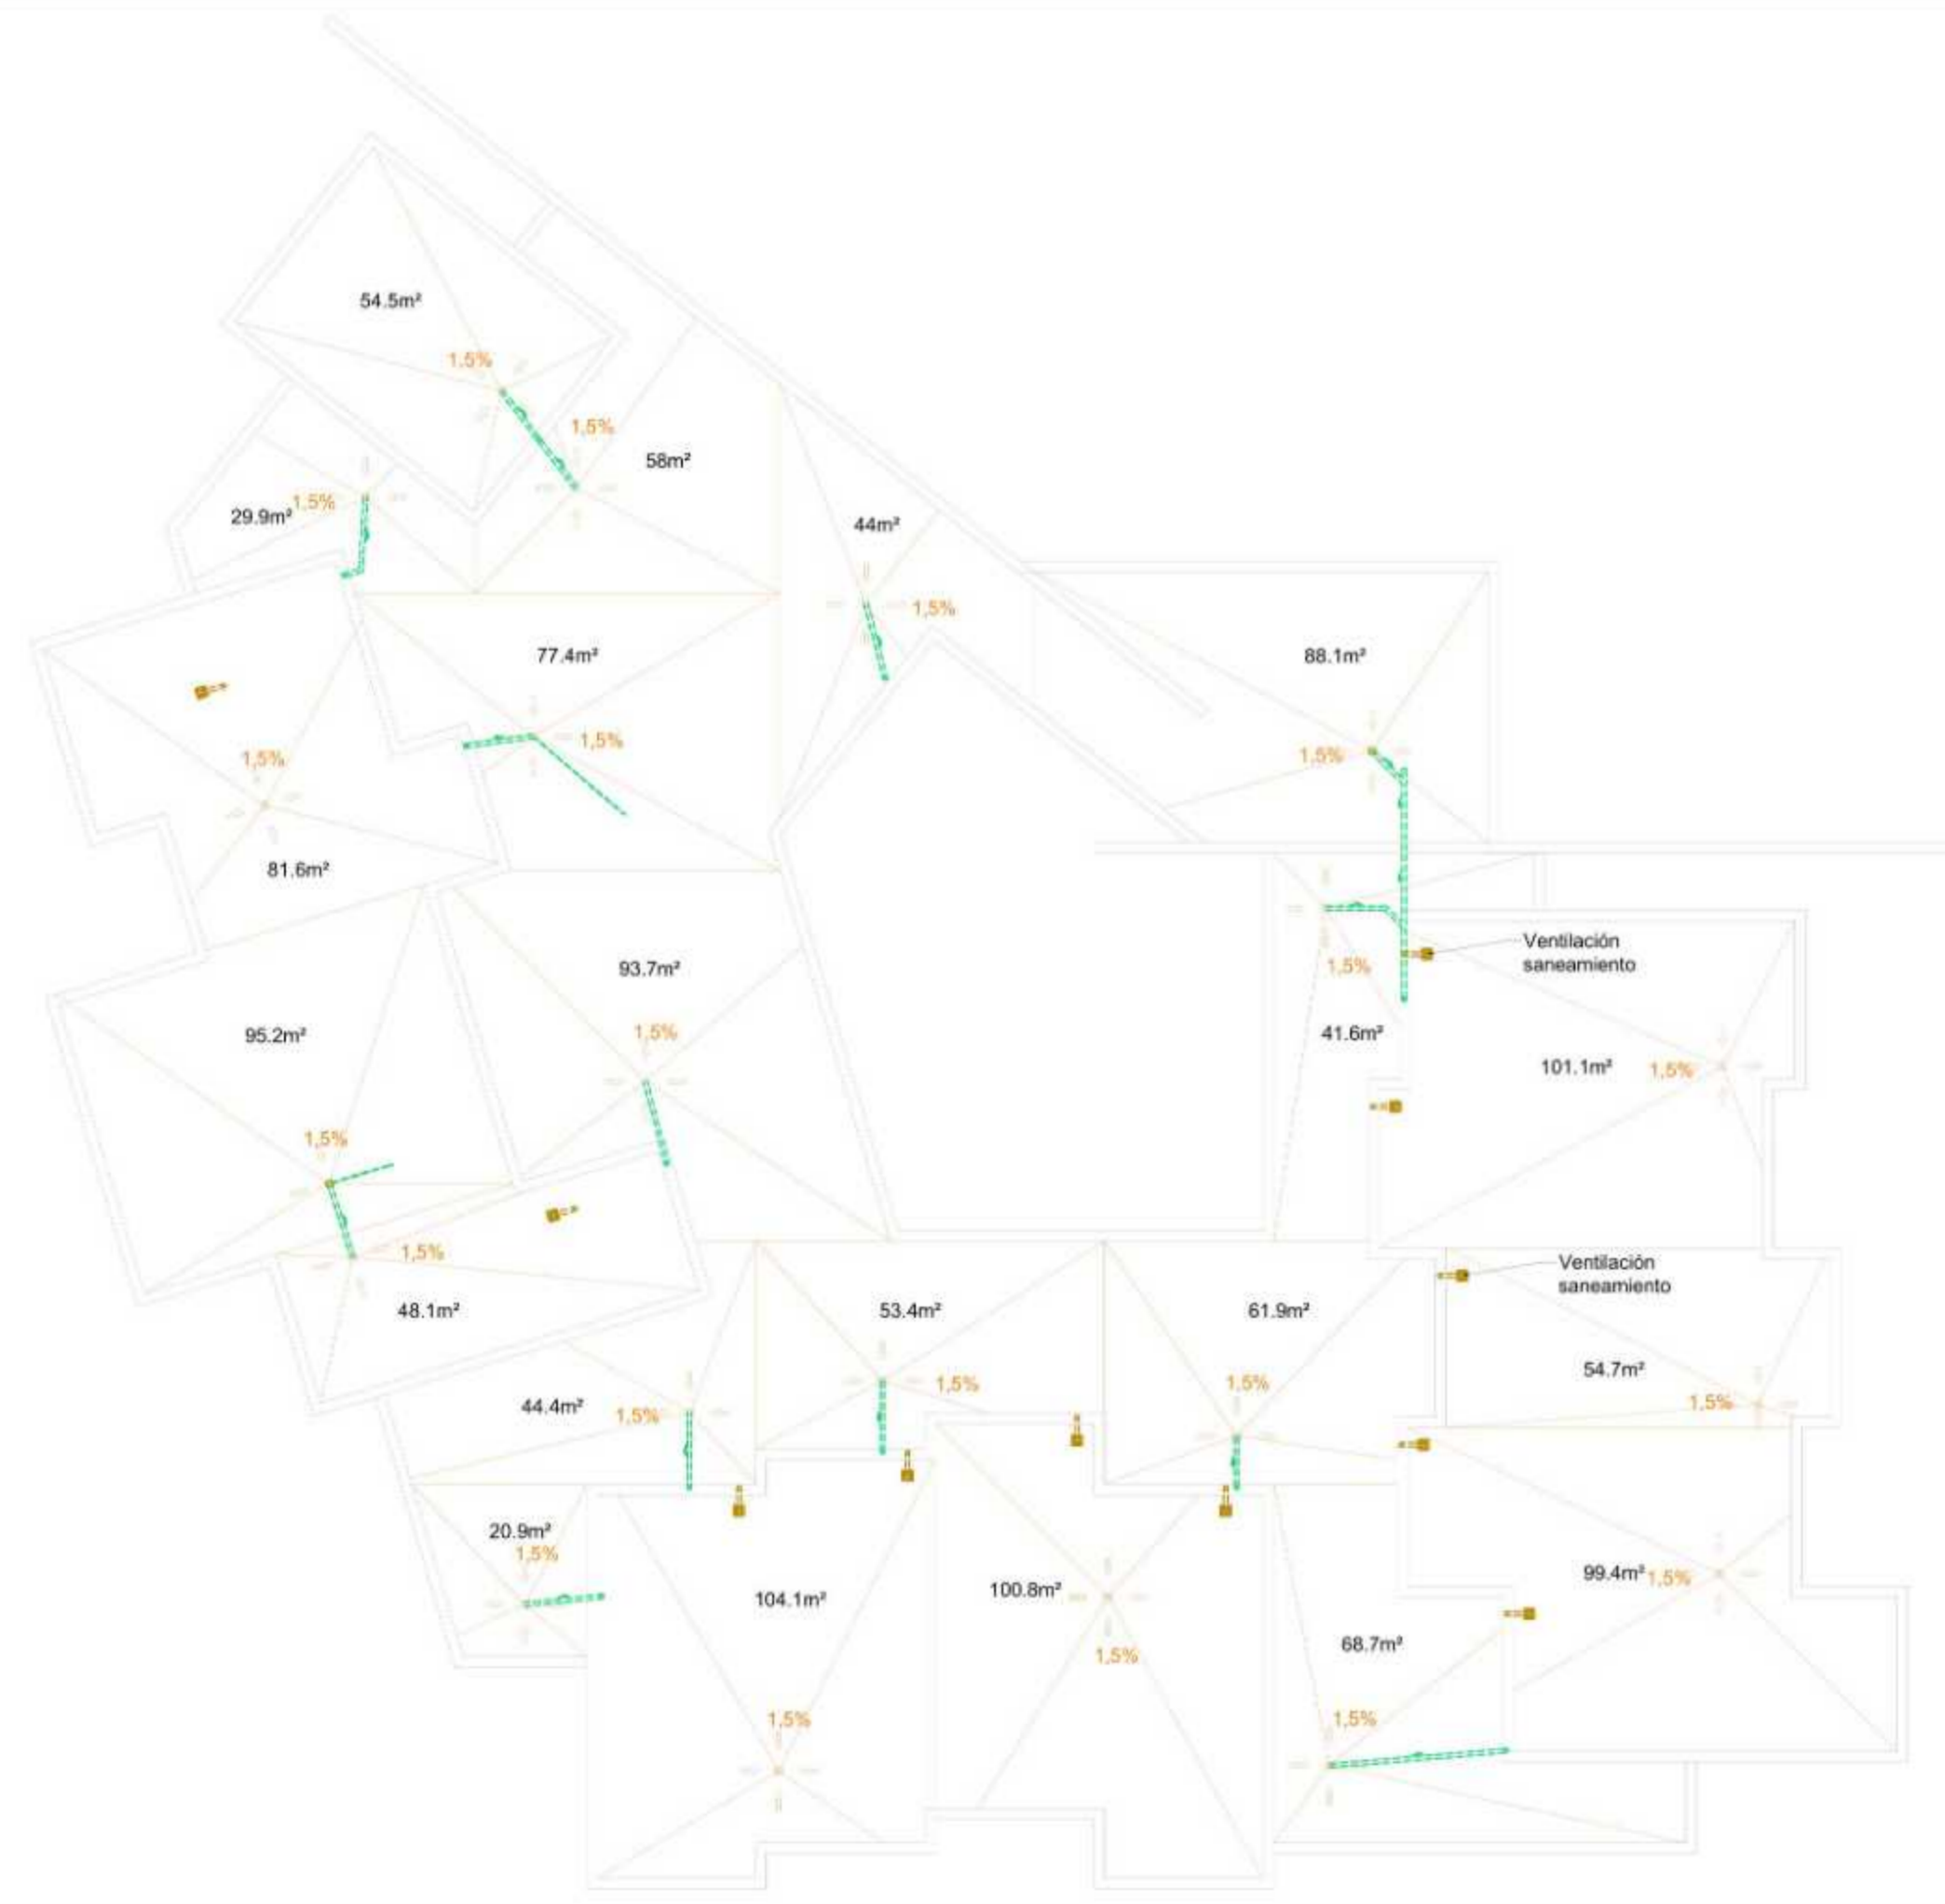 54.5m²
1.5%
1,5%
58m²
29.9m²
1.5%
44m²
1,5%
77.4m²
1,5%
88.1m²
1.5%
1,5%
81.6m²
93.7m²
1.5%
95.2m²
1,5%
1,5%
48.1m²
Ventilación
saneamiento
1.5%
41.6m²
101.1m²
1.5%
Ventilación
saneamiento
53.4m²
1.5%
61.9m²
1.5%
54.7m²
1.5%
44.4m²
1.5%
20.9m²
1,5%
104.1m²
1.5%
100.8m²
1.5%
99.4m²
1,5%
68.7m²
1.5%